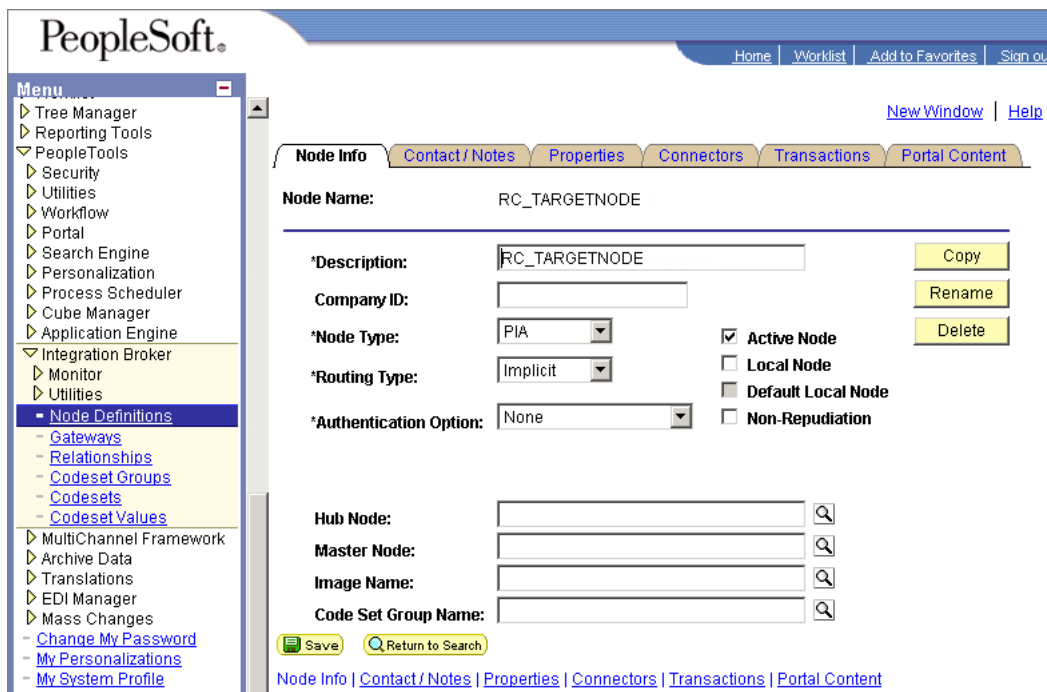 PeopleSoft®
Home | Worklist | Add to Favorites | Sign ou
Menu
Tree Manager
Reporting Tools
PeopleTools
Security
Utilities
Workflow
Portal
Search Engine
Personalization
Process Scheduler
Cube Manager
Application Engine
Integration Broker
Monitor
Utilities
Node Definitions
Gateways
Relationships
Codeset Groups
Codesets
Codeset Values
MultiChannel Framework
Archive Data
Translations
EDI Manager
Mass Changes
Change My Password
My Personalizations
My System Profile
New Window | Help
Node Info Contact / Notes Properties Connectors Transactions Portal Content
Node Name: RC_TARGETNODE
*Description: RC_TARGETNODE Copy
Company ID: Rename
*Node Type: PIA Active Node Delete
Local Node
*Routing Type: Implicit
Default Local Node
*Authentication Option: None Non-Repudiation
Hub Node:
Master Node:
Image Name:
Code Set Group Name:
Save Return to Search
Node Info | Contact / Notes | Properties | Connectors | Transactions | Portal Content